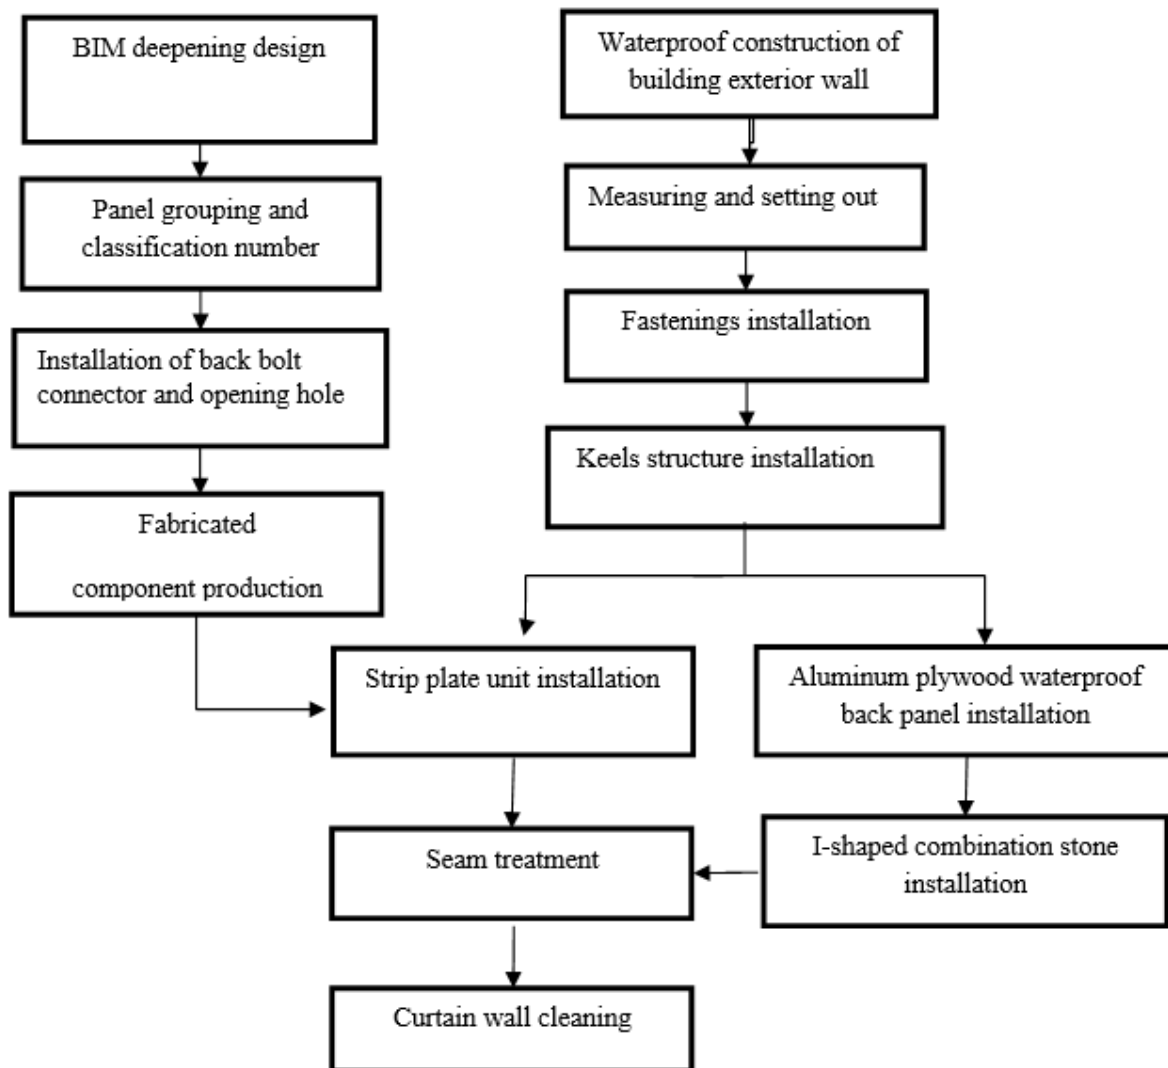 BIM deepening design
Waterproof construction of
building exterior wall
Panel grouping and
classification number
Measuring and setting out
Installation of back bolt
connector and opening hole
Fastenings installation
Keels structure installation
Fabricated
component production
Strip plate unit installation
Aluminum plywood waterproof
back panel installation
Seam treatment
I-shaped combination stone
installation
Curtain wall cleaning